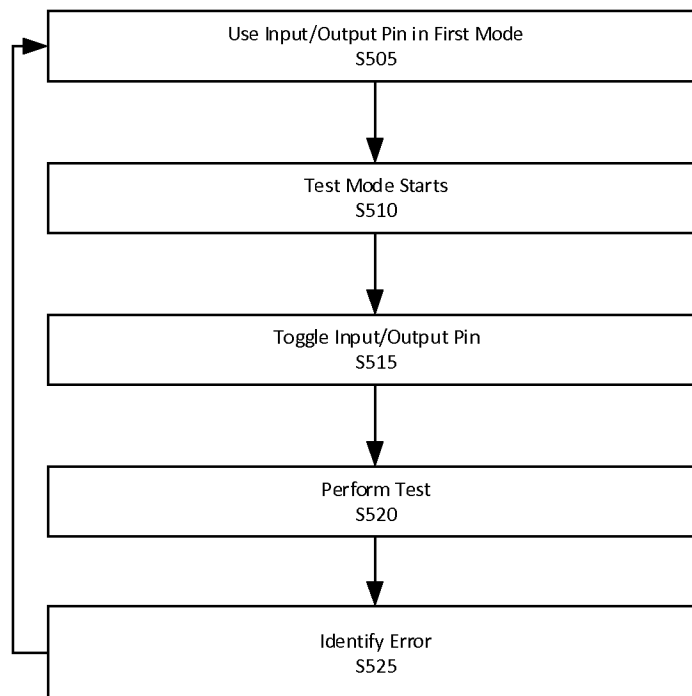 Use Input/Output Pin in First Mode
S505
Test Mode Starts
S510
Toggle Input/Output Pin
S515
Perform Test
S520
Identify Error
S525